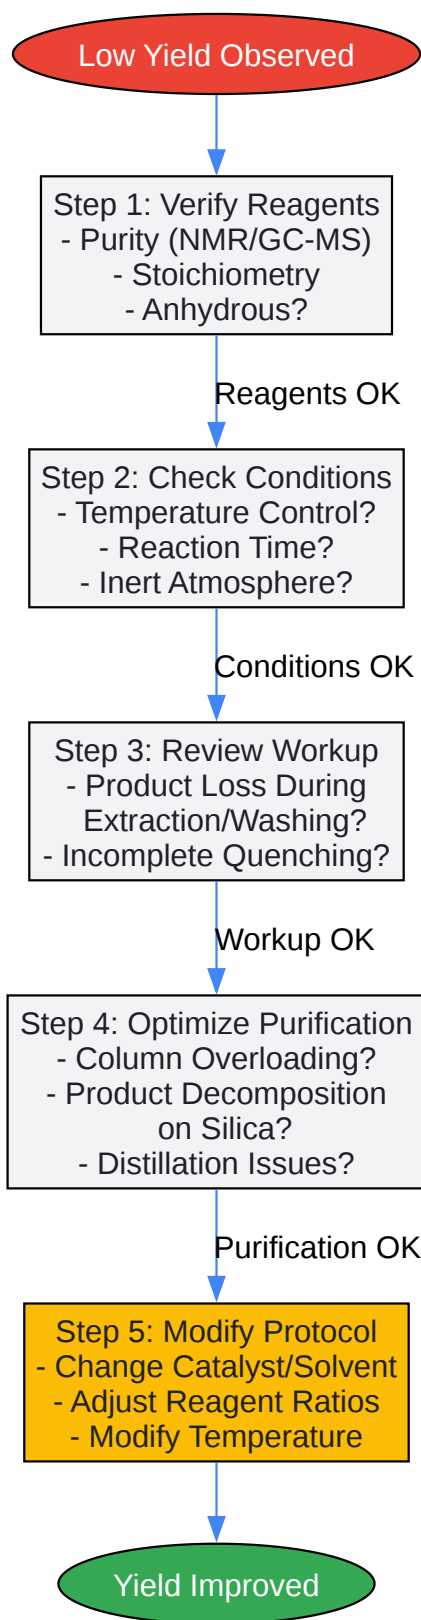 Low Yield Observed
Step 1: Verify Reagents
- Purity (NMR/GC-MS)
- Stoichiometry
- Anhydrous?
Reagents OK
Step 2: Check Conditions
- Temperature Control?
- Reaction Time?
- Inert Atmosphere?
Conditions OK
Step 3: Review Workup
- Product Loss During
Extraction/Washing?
- Incomplete Quenching?
Workup OK
Step 4: Optimize Purification
- Column Overloading?
- Product Decomposition
on Silica?
- Distillation Issues?
Purification OK
Step 5: Modify Protocol
- Change Catalyst/Solvent
- Adjust Reagent Ratios
- Modify Temperature
Yield Improved